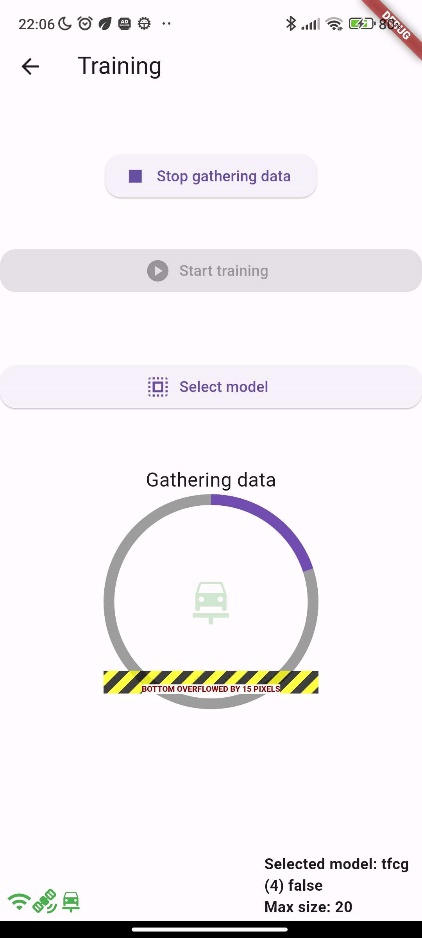 22:06
DEBUG
Training
Stop gathering data
Start training
Select model
Gathering data
BOTTOM OVERFLOWED BY 15 PIXELS
Selected model: tfcg
(4) false
Max size: 20